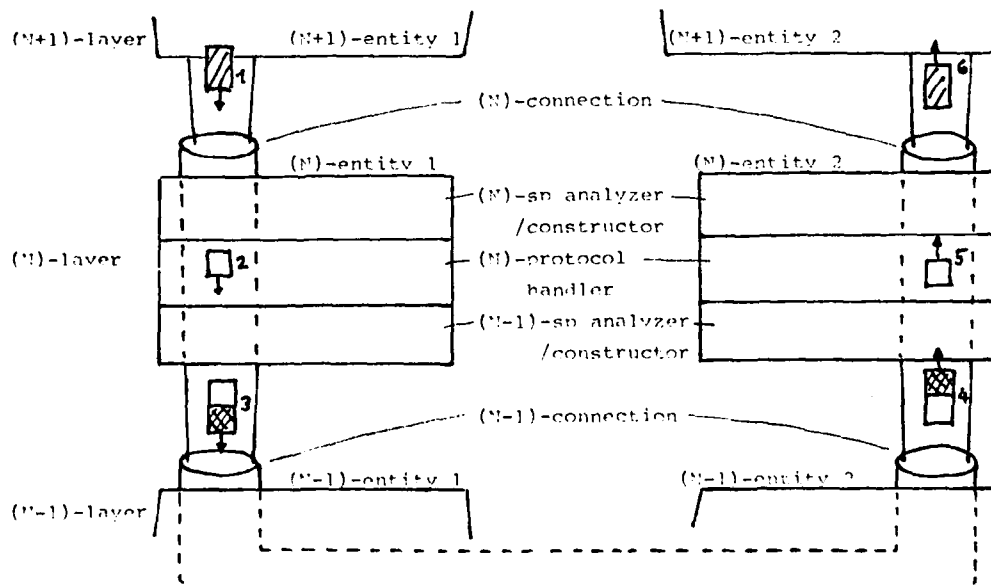 (N+1)-layer
(N+1)-entity 1
(N+1)-entity 2
1
6
(N)-connection
(N)-entity 1
(N)-entity 2
(N)-sp analyzer
/constructor
(N)-layer
2
(N)-protocol
handler
5
(N-1)-sp analyzer
/constructor
3
4
(N-1)-connection
(N-1)-entity 1
(N-1)-entity 2
(N-1)-layer